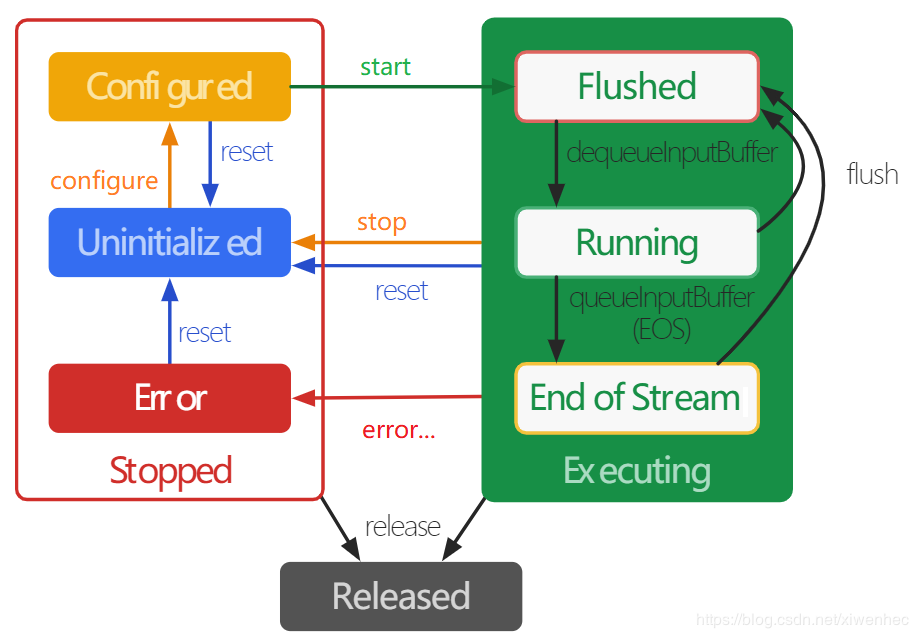 Configured
start
Flushed
reset
dequeueInputBuffer
configure
flush
Uninitialized
stop
Running
reset
queueInputBuffer
(EOS)
reset
Error
End of Stream
error...
Stopped
Executing
release
Released
https://blog.csdn.net/xiwenhec